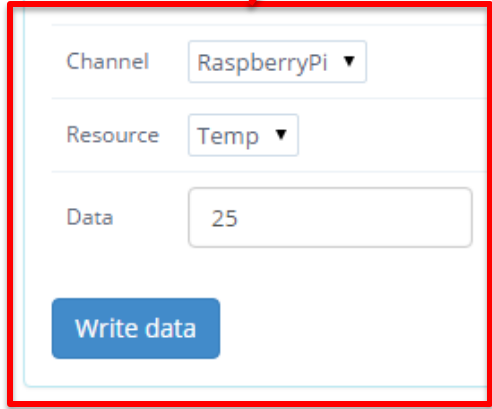 Channel RaspberryPi
Resource Temp
Data 25
Write data